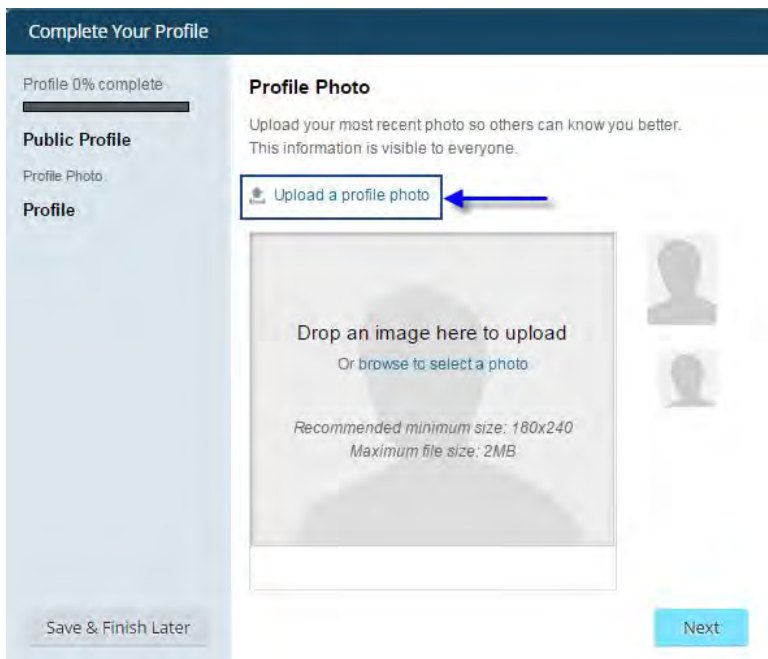 Complete Your Profile
Profile 0% complete
Public Profile
Profile Photo
Profile
Profile Photo
Upload your most recent photo so others can know you better.
This information is visible to everyone.
Upload a profile photo
Drop an image here to upload
Or browse to select a photo
Recommended minimum size: 180x240
Maximum file size: 2MB
Save & Finish Later
Next